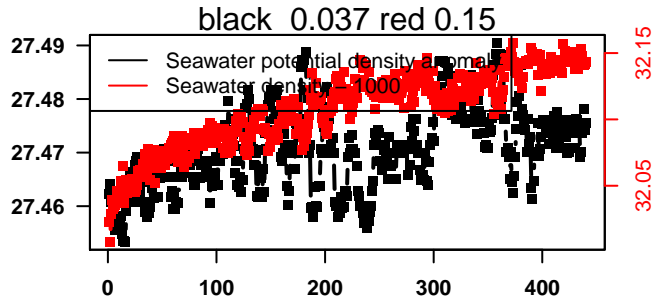 black 0.037 red 0.15
27.49
27.48
27.47
27.46
Seawater potential density anomaly
Seawater density - 1000
32.15
32.05
0 100 200 300 400